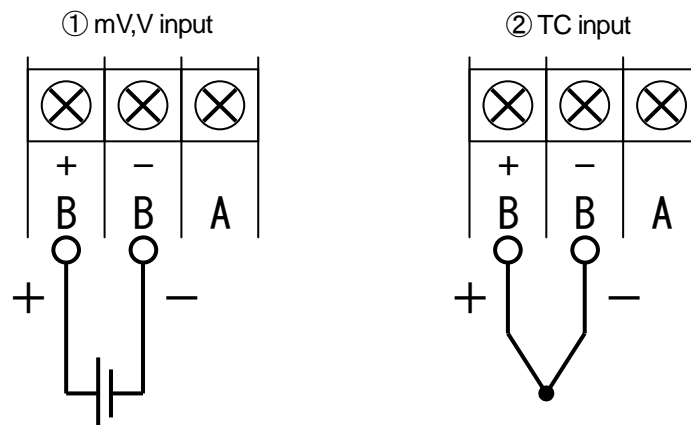 ① mV,V input
② TC input
+ −
B B A
+ −
+ −
B B A
+ −